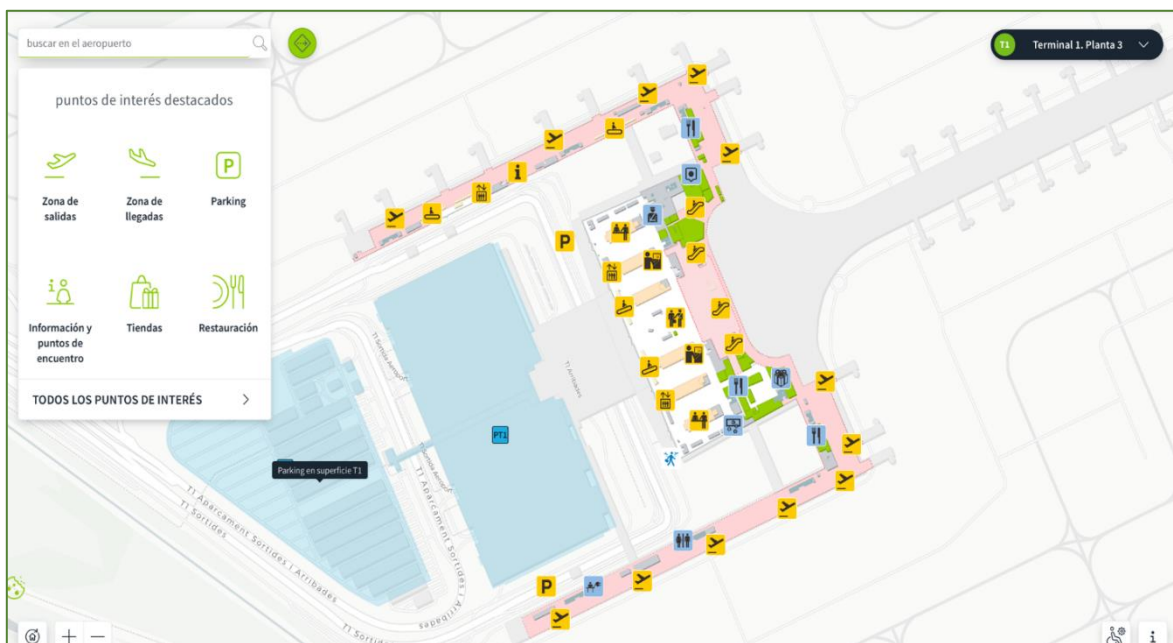 buscar en el aeropuerto
T1
Terminal 1. Planta 3
puntos de interés destacados
Zona de
salidas
Zona de
llegadas
P
Parking
Información y
puntos de
encuentro
Tiendas
Restauración
TODOS LOS PUNTOS DE INTERÉS
P
T1 Arribades
PT1
Parking en superficie T1
T1 Aparcament Sortides i Arribades
T1 Sortides
T1 Aparcament Sortides i Arribades
T1 Sortides
P